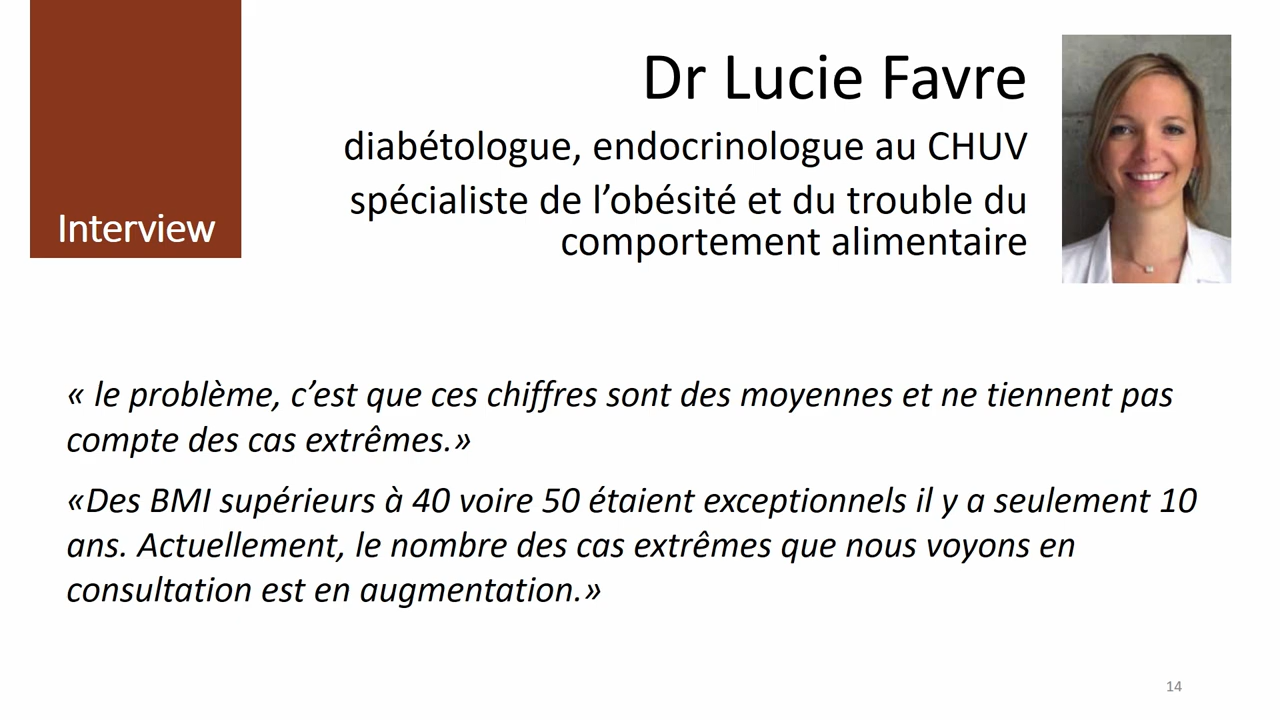 Interview
Dr Lucie Favre
diabétologue, endocrinologue au CHUV
spécialiste de l’obésité et du trouble du
comportement alimentaire
« le problème, c’est que ces chiffres sont des moyennes et ne tiennent pas
compte des cas extrêmes.»
«Des BMI supérieurs à 40 voire 50 étaient exceptionnels il y a seulement 10
ans. Actuellement, le nombre des cas extrêmes que nous voyons en
consultation est en augmentation.»
14